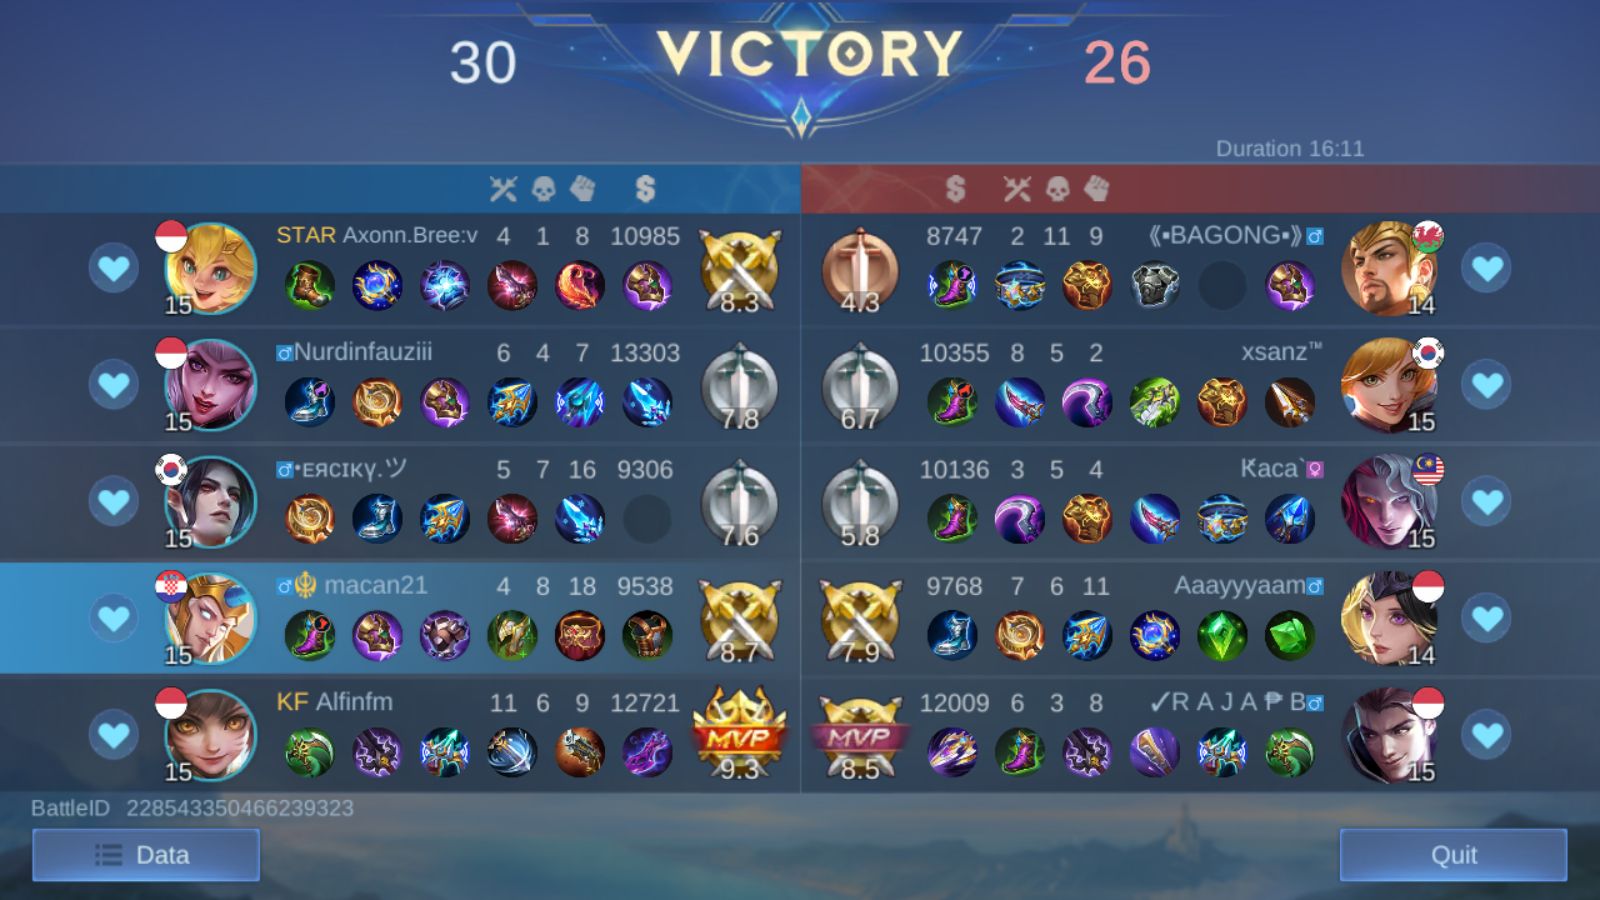 30 VICTORY 26
Duration 16:11
STAR Axonn.Bree:v 4 1 8 10985 8.3 15
4.3 8747 2 11 9 《▪BAGONG▪》♂ 14
♂Nurdinfauziii 6 4 7 13303 7.8 15
6.7 10355 8 5 2 xsanz™ 15
♂•ᴇяᴄɪᴋγ.ツ 5 7 16 9306 7.6 15
5.8 10136 3 5 4 Ҝaca`♀ 15
♂ macan21 4 8 18 9538 8.7 15
7.9 9768 7 6 11 Aaayyyaam♂ 14
KF Alfinfm 11 6 9 12721 MVP 9.3 15
MVP 8.5 12009 6 3 8 ✓R A J A ₱ B♂ 15
BattleID 228543350466239323
Data
Quit